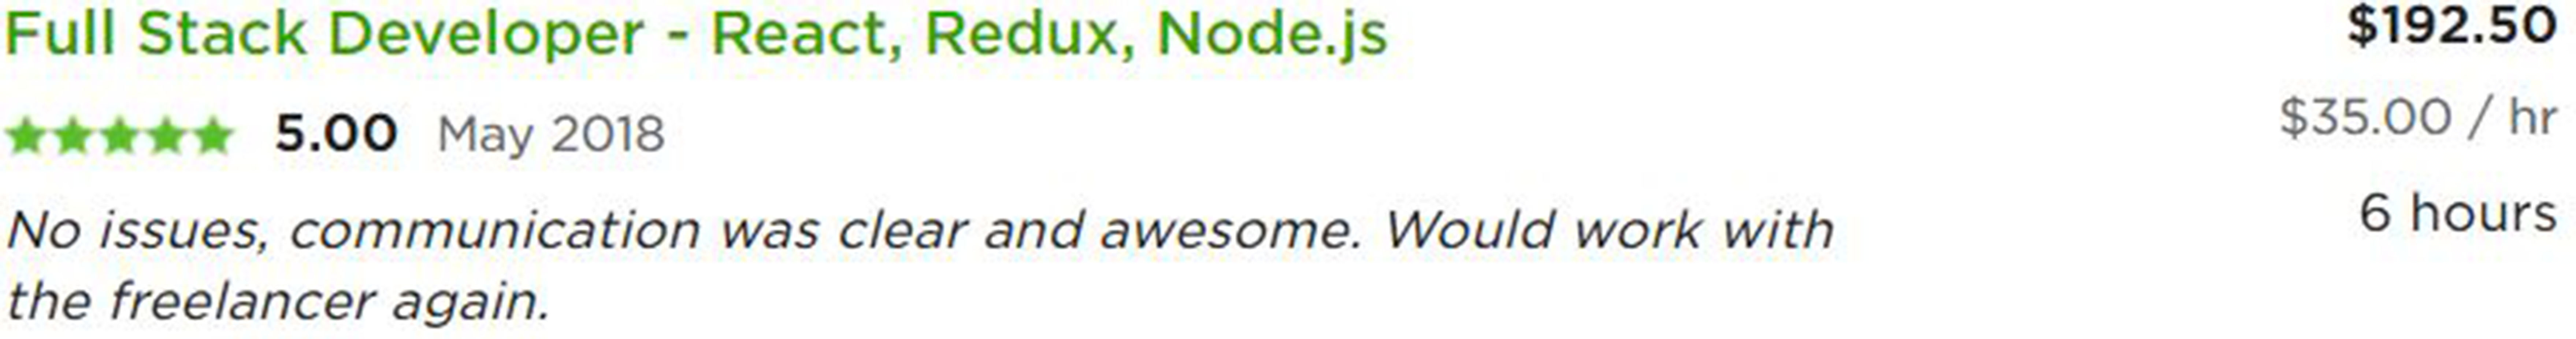 Full Stack Developer - React, Redux, Node.js
$192.50
5.00 May 2018
$35.00 / hr
No issues, communication was clear and awesome. Would work with
6 hours
the freelancer again.